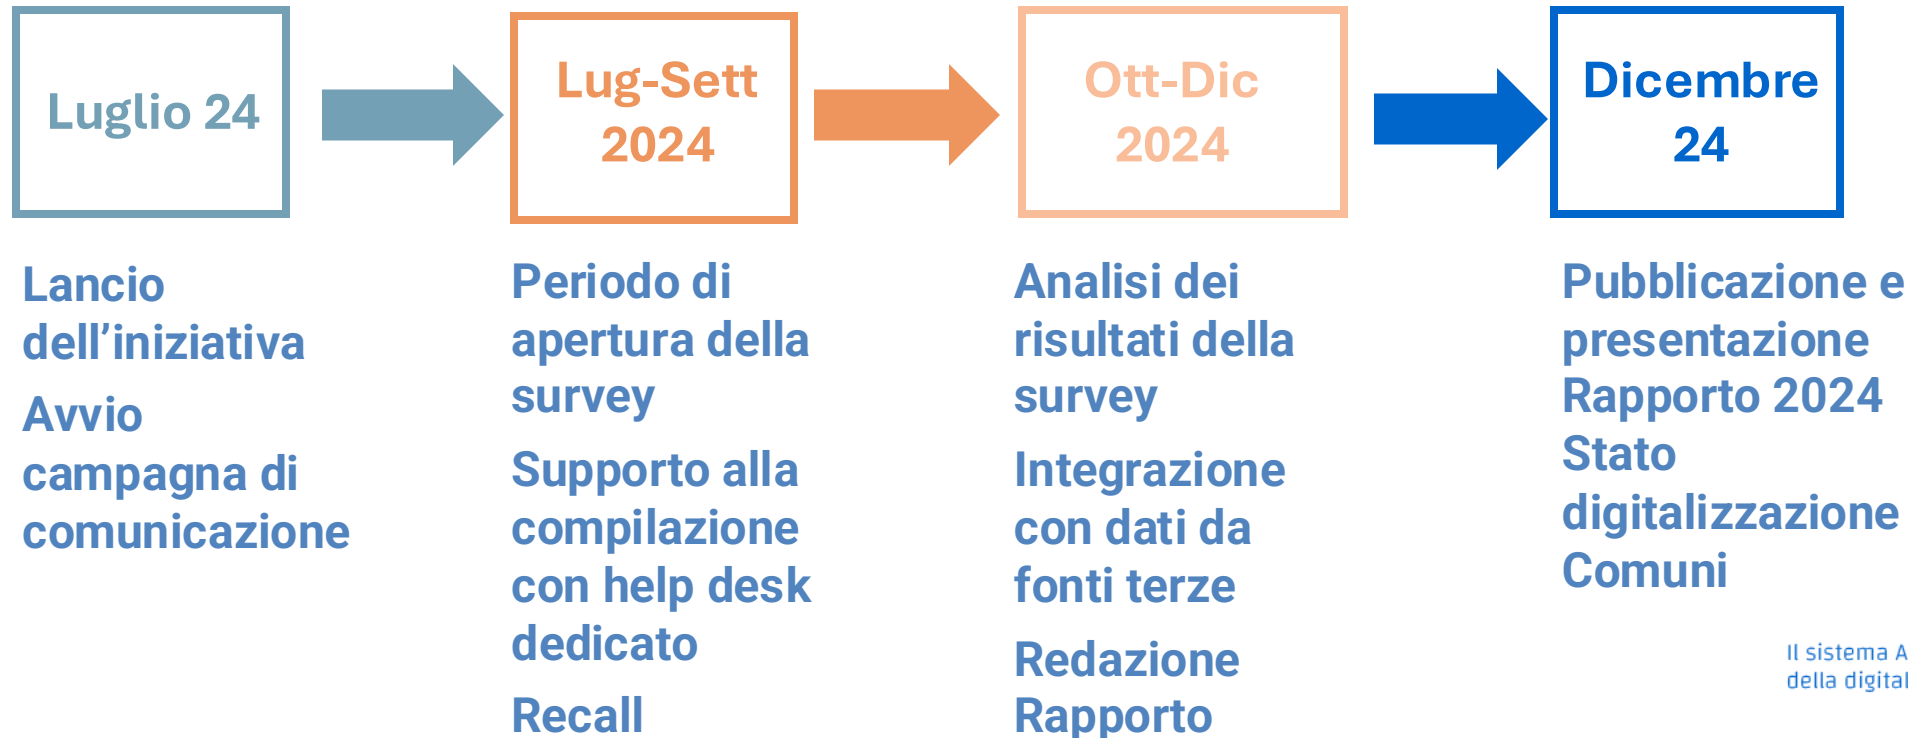 Luglio 24
Lug-Sett
2024
Ott-Dic
2024
Dicembre
24
Lancio
dell’iniziativa
Avvio
campagna di
comunicazione
Periodo di
apertura della
survey
Supporto alla
compilazione
con help desk
dedicato
Recall
Analisi dei
risultati della
survey
Integrazione
con dati da
fonti terze
Redazione
Rapporto
Pubblicazione e
presentazione
Rapporto 2024
Stato
digitalizzazione
Comuni
Il sistema A
della digital